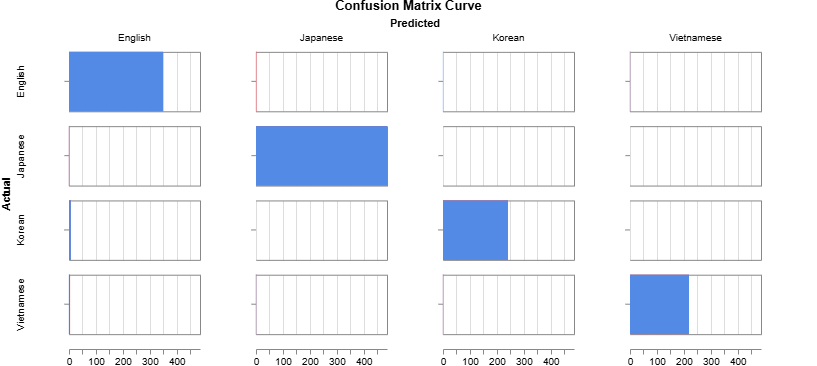 Confusion Matrix Curve
Predicted
English Japanese Korean Vietnamese
Actual
English
Japanese
Korean
Vietnamese
0 100 200 300 400 0 100 200 300 400 0 100 200 300 400 0 100 200 300 400